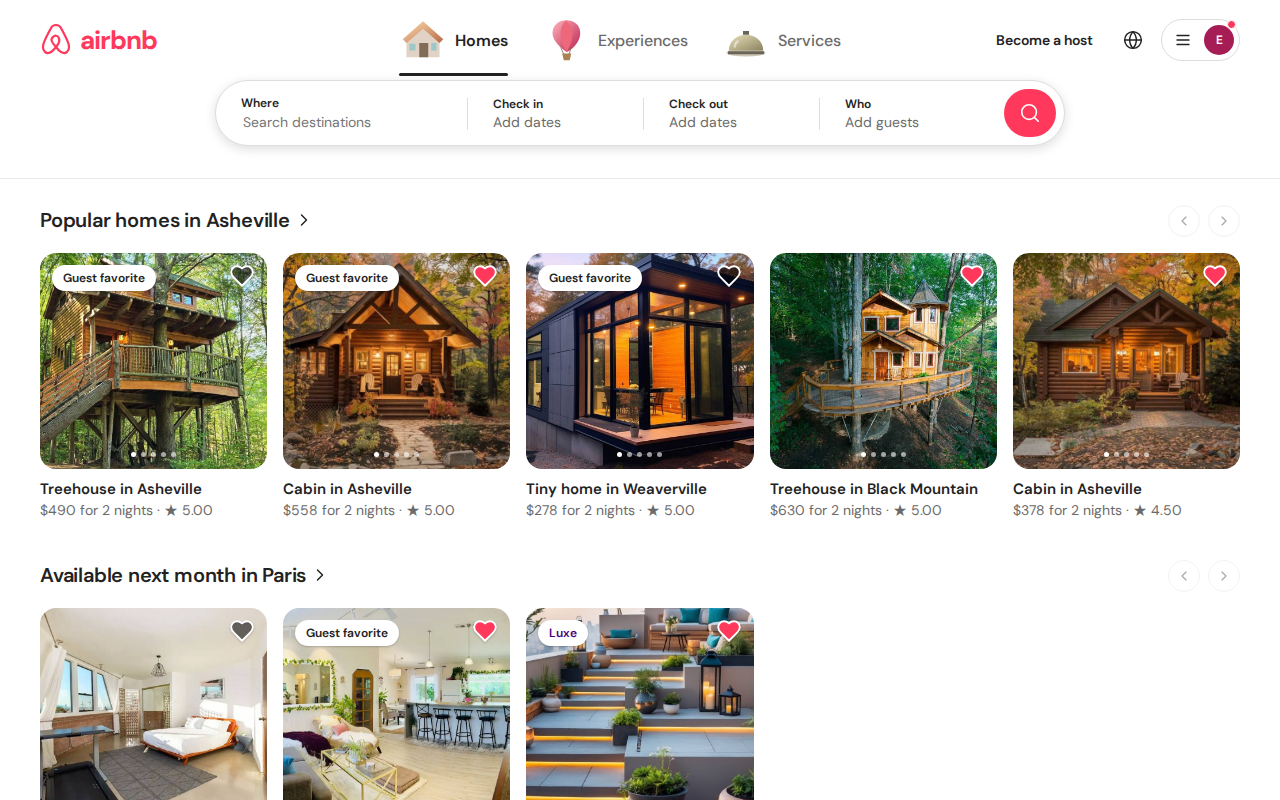 airbnb
Homes
Experiences
Services
Become a host
E
Where
Search destinations
Check in
Add dates
Check out
Add dates
Who
Add guests
Popular homes in Asheville
Guest favorite
Guest favorite
Guest favorite
Treehouse in Asheville
$490 for 2 nights · ★ 5.00
Cabin in Asheville
$558 for 2 nights · ★ 5.00
Tiny home in Weaverville
$278 for 2 nights · ★ 5.00
Treehouse in Black Mountain
$630 for 2 nights · ★ 5.00
Cabin in Asheville
$378 for 2 nights · ★ 4.50
Available next month in Paris
Guest favorite
Luxe